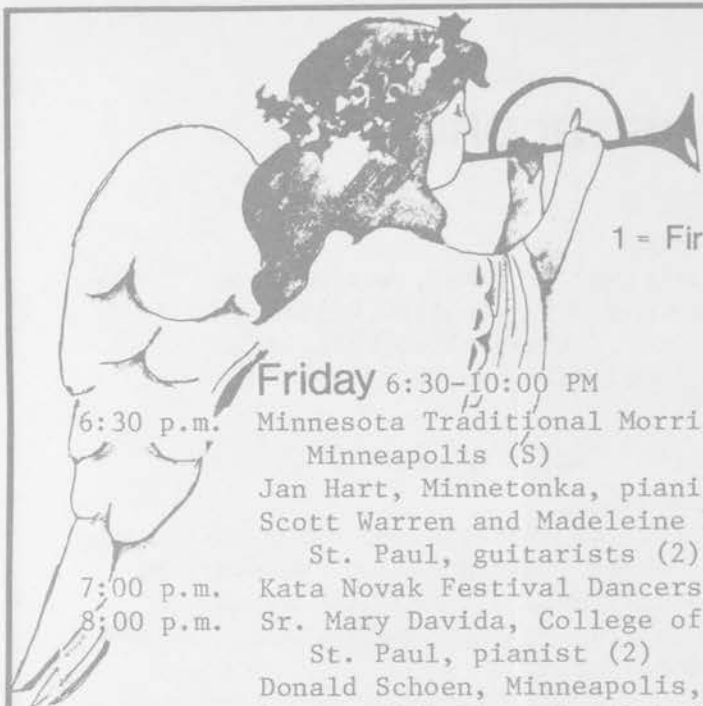 1 = Fir
Friday 6:30-10:00 PM
6:30 p.m. Minnesota Traditional Morri
Minneapolis (S)
Jan Hart, Minnetonka, piani
Scott Warren and Madeleine
St. Paul, guitarists (2)
7:00 p.m. Kata Novak Festival Dancers
8:00 p.m. Sr. Mary Davida, College of
St. Paul, pianist (2)
Donald Schoen, Minneapolis,